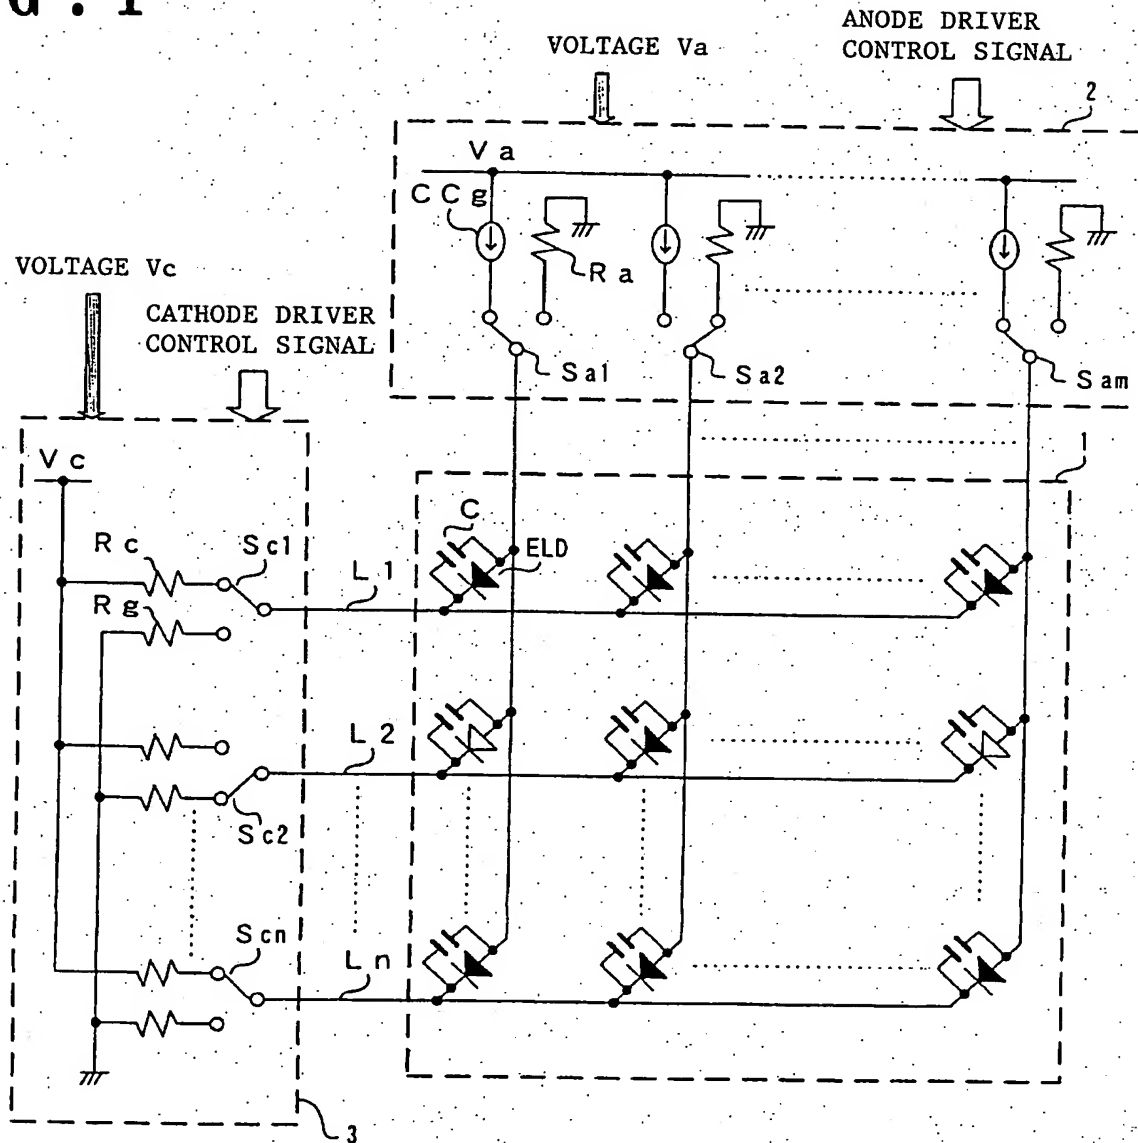 G.1
VOLTAGE Va
ANODE DRIVER
CONTROL SIGNAL
2
Va
CCg
Ra
Sa1
Sa2
Sam
VOLTAGE Vc
CATHODE DRIVER
CONTROL SIGNAL
1
Vc
Rc
Sc1
C
ELD
L1
Rg
L2
Sc2
Scn
Ln
3